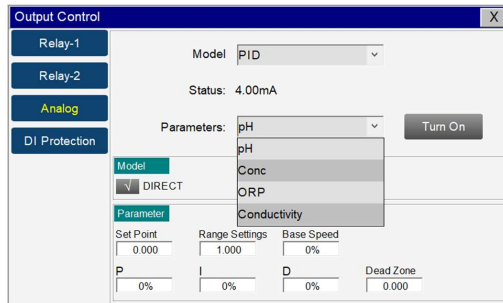 Output Control X
Relay-1
Relay-2
Analog
DI Protection
Model PID
Status: 4.00mA
Parameters: pH Turn On
pH
Conc
ORP
Conductivity
Model
√ DIRECT
Parameter
Set Point Range Settings Base Speed
0.000 1.000 0%
P I D Dead Zone
0% 0% 0% 0.000